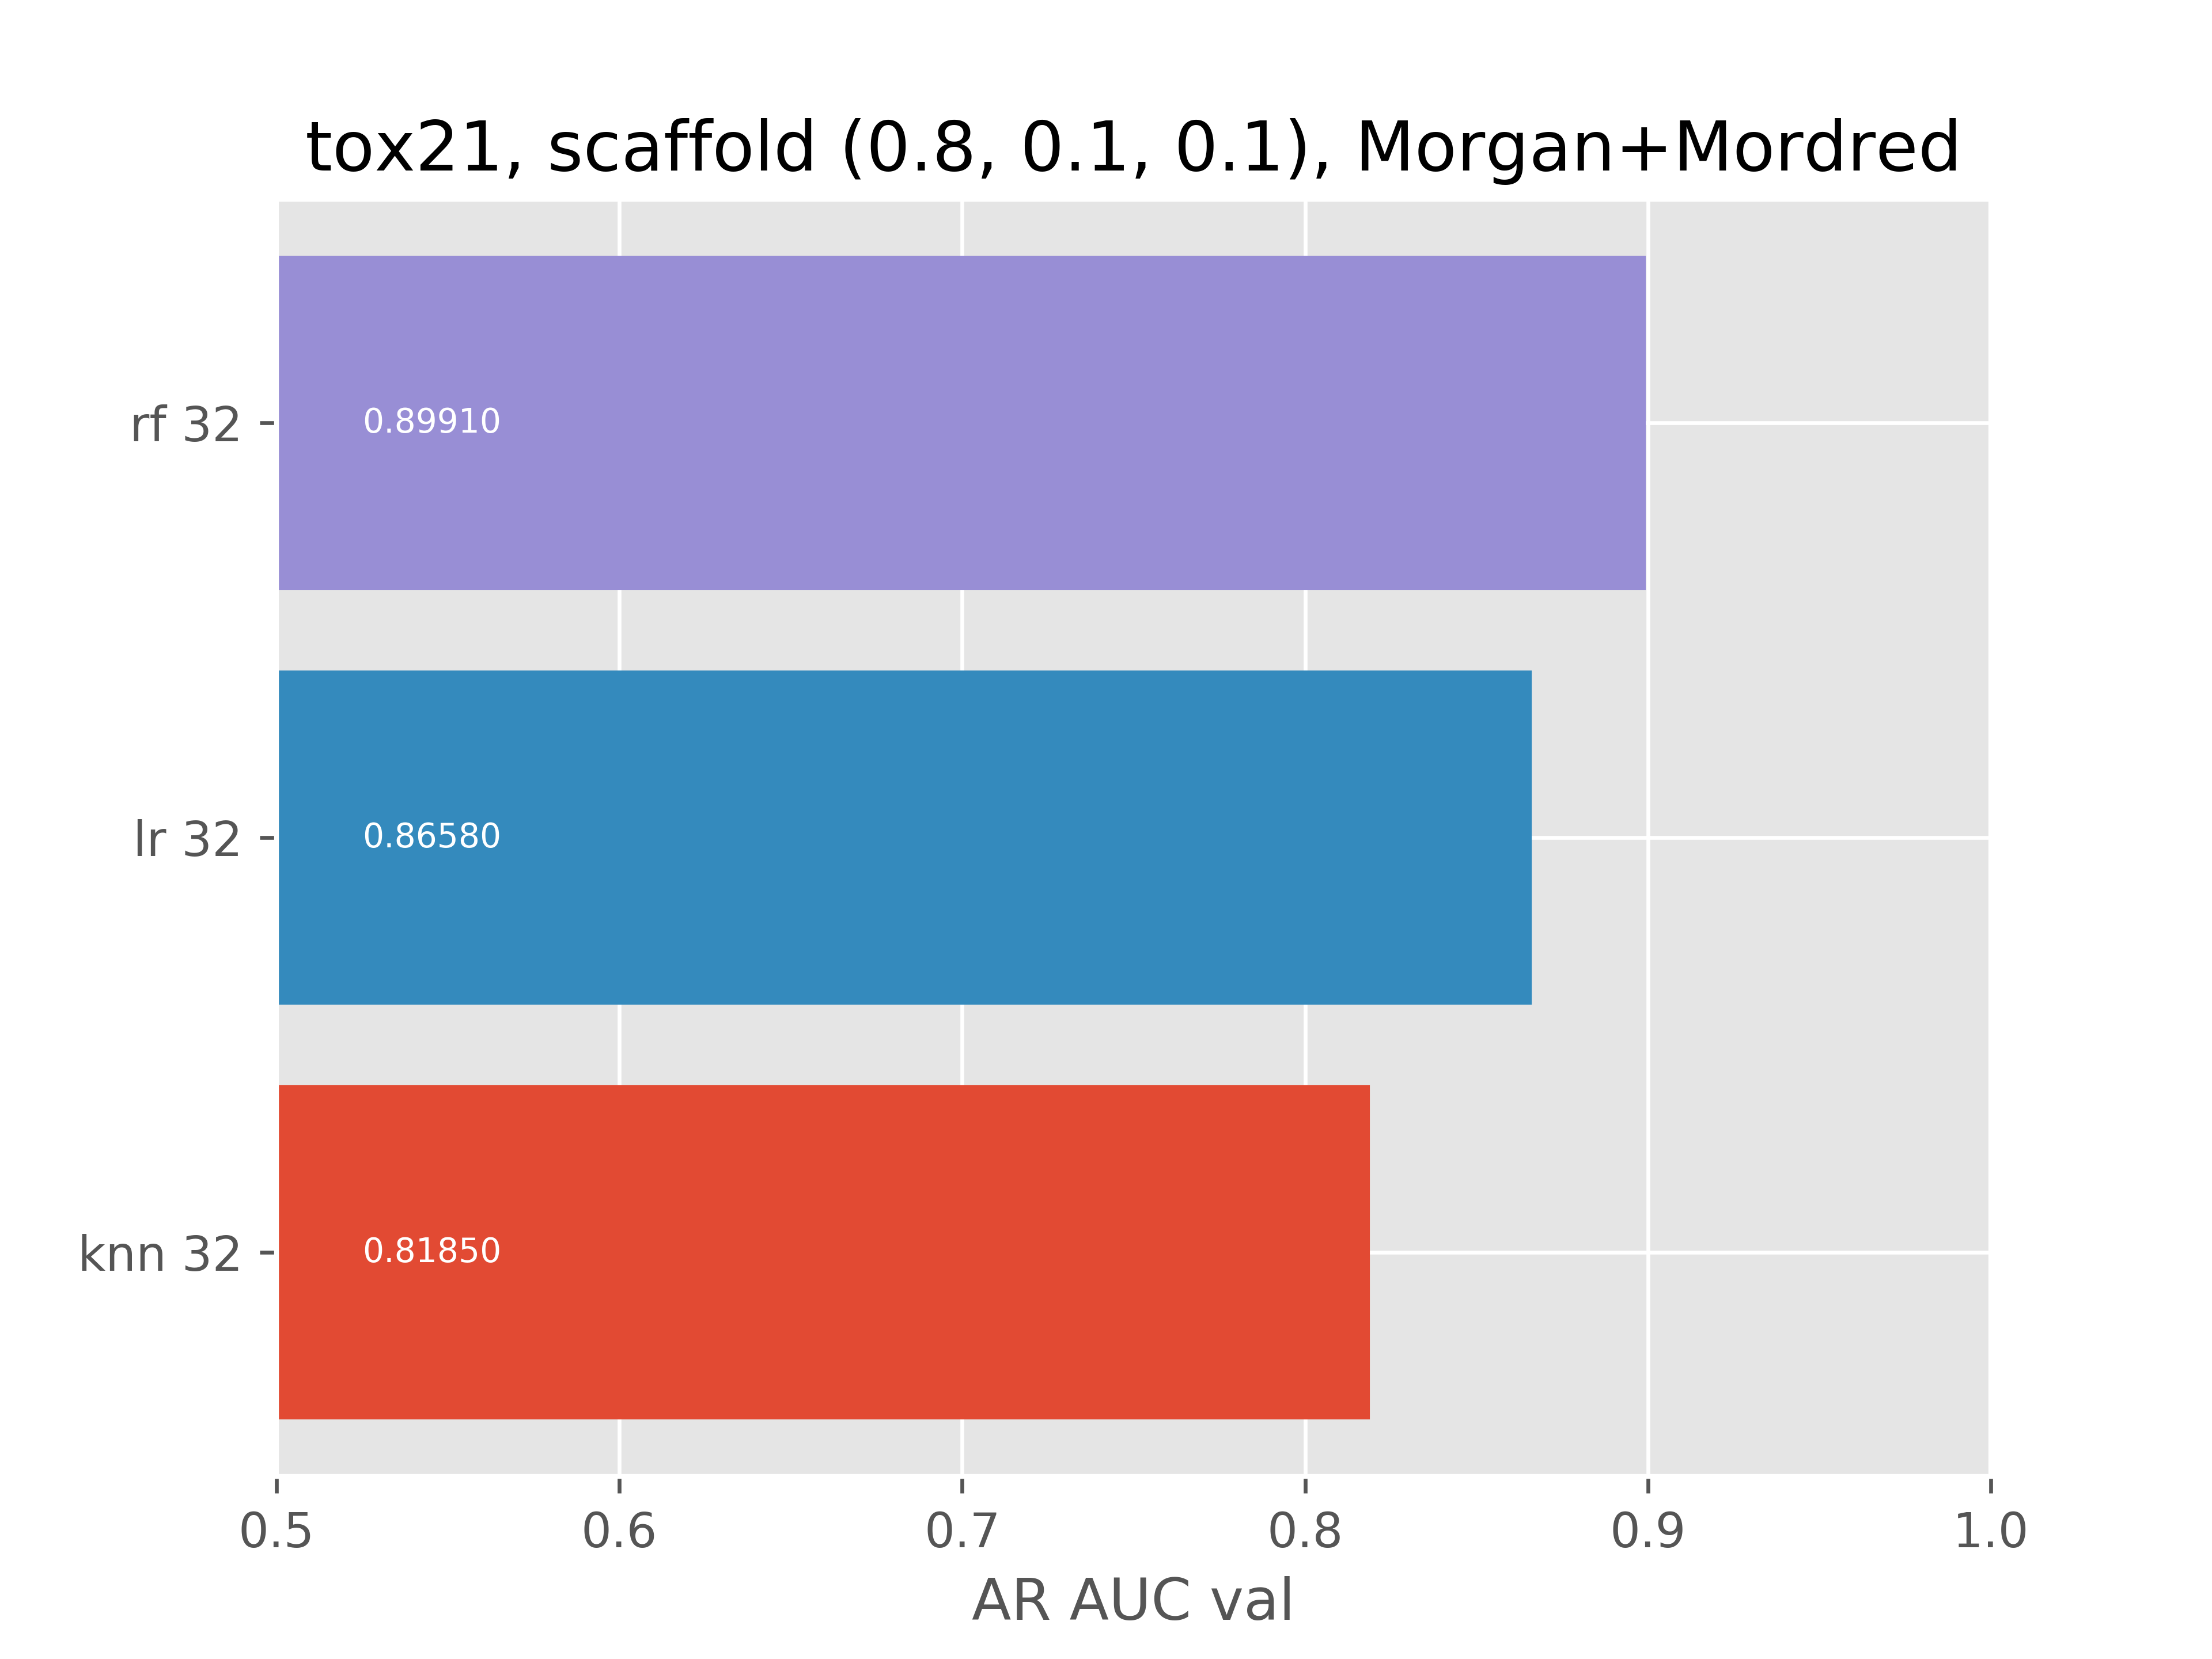 tox21, scaffold (0.8, 0.1, 0.1), Morgan+Mordred
rf 32
0.89910
lr 32
0.86580
knn 32
0.81850
0.5 0.6 0.7 0.8 0.9 1.0
AR AUC val